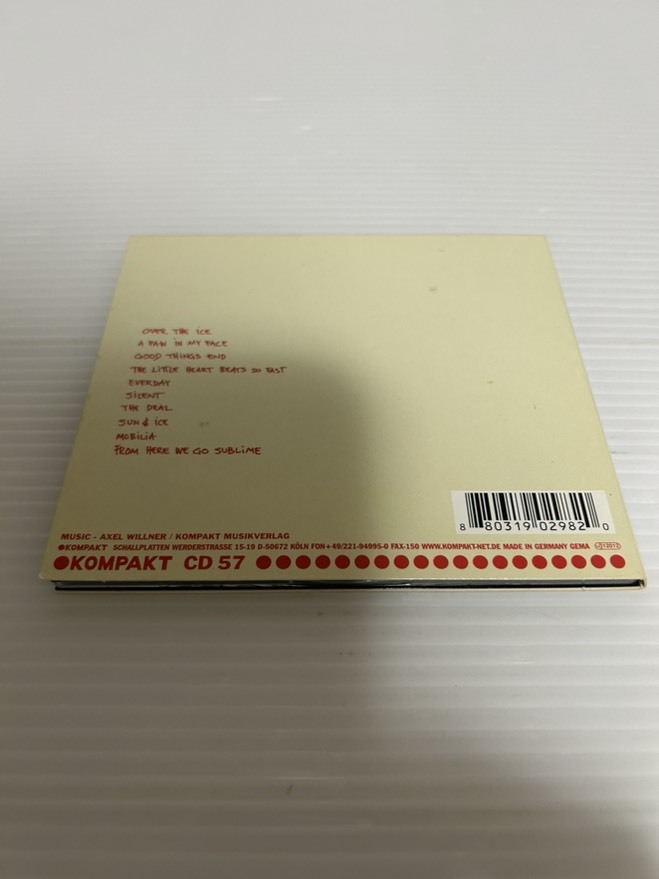 OVER THE ICE
A PAW IN MY FACE
GOOD THINGS END
THE LITTLE HEART BEATS SO FAST
EVERDAY
SILENT
THE DEAL
SUN & ICE
MOBILIA
FROM HERE WE GO SUBLIME
8 80319 02982 0
MUSIC - AXEL WILLNER / KOMPAKT MUSIKVERLAG
KOMPAKT SCHALLPLATTEN WERDERSTRASSE 15-19 D-50672 KÖLN FON+49/221-94995-0 FAX-150 WWW.KOMPAKT-NET.DE MADE IN GERMANY GEMA
KOMPAKT CD 57